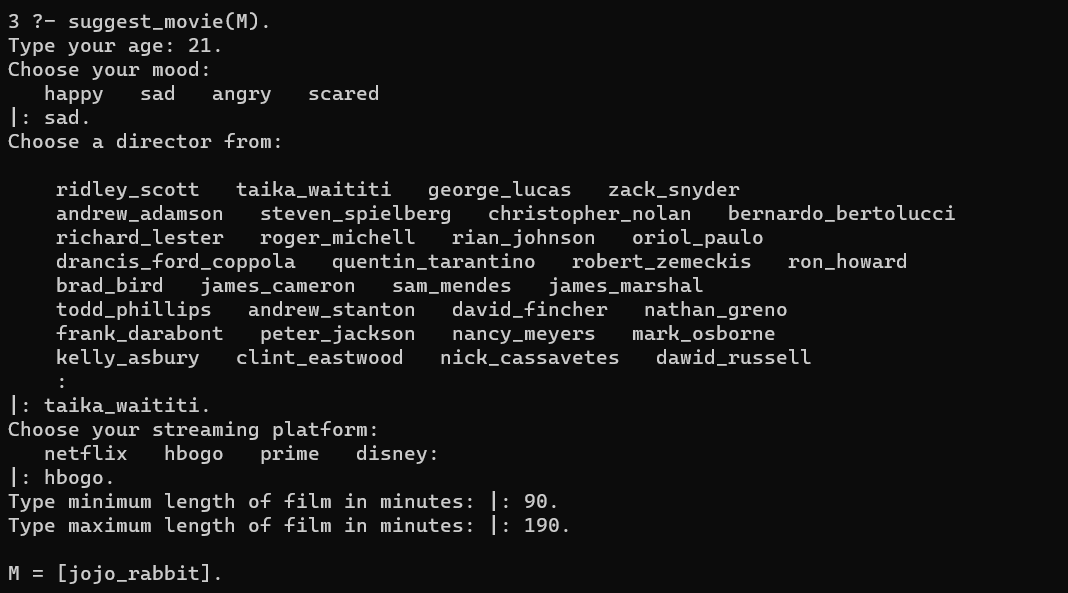 3 ?- suggest_movie(M).
Type your age: 21.
Choose your mood:
   happy   sad   angry   scared
|: sad.
Choose a director from:

    ridley_scott   taika_waititi   george_lucas   zack_snyder
    andrew_adamson   steven_spielberg   christopher_nolan   bernardo_bertolucci
    richard_lester   roger_michell   rian_johnson   oriol_paulo
    drancis_ford_coppola   quentin_tarantino   robert_zemeckis   ron_howard
    brad_bird   james_cameron   sam_mendes   james_marshal
    todd_phillips   andrew_stanton   david_fincher   nathan_greno
    frank_darabont   peter_jackson   nancy_meyers   mark_osborne
    kelly_asbury   clint_eastwood   nick_cassavetes   dawid_russell
    :
|: taika_waititi.
Choose your streaming platform:
   netflix   hbogo   prime   disney:
|: hbogo.
Type minimum length of film in minutes: |: 90.
Type maximum length of film in minutes: |: 190.

M = [jojo_rabbit].